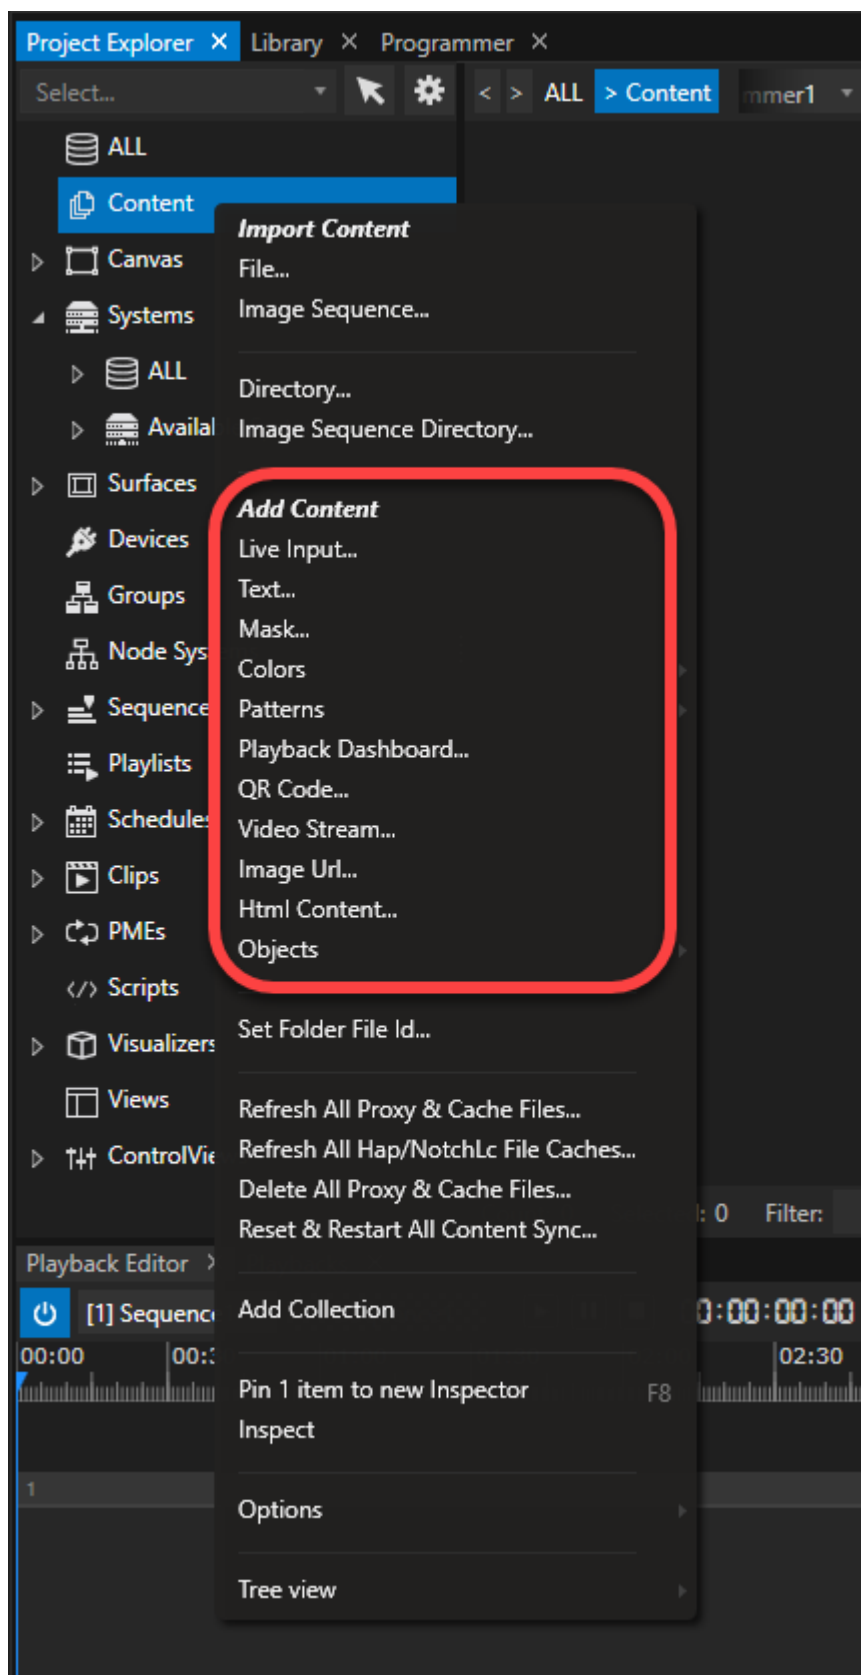 Project Explorer × Library × Programmer ×
Select... < > ALL > Content mmer1
ALL
Content
Import Content
Canvas
File...
Systems
Image Sequence...
ALL
Directory...
Availal
Image Sequence Directory...
Surfaces
Add Content
Devices
Live Input...
Groups
Text...
Node Sys
Mask...
Colors
Sequence
Patterns
Playlists
Playback Dashboard...
QR Code...
Schedules
Video Stream...
Clips
Image Url...
PMEs
Html Content...
Objects
Scripts
Visualizers
Set Folder File Id...
Views
Refresh All Proxy & Cache Files...
ControlVie
Refresh All Hap/NotchLc File Caches...
Delete All Proxy & Cache Files...
: 0 Filter:
Reset & Restart All Content Sync...
Playback Editor
[1] Sequenc
Add Collection
0:00:00:00
00:00 00:3 02:30
Pin 1 item to new Inspector F8
Inspect
1
Options
Tree view